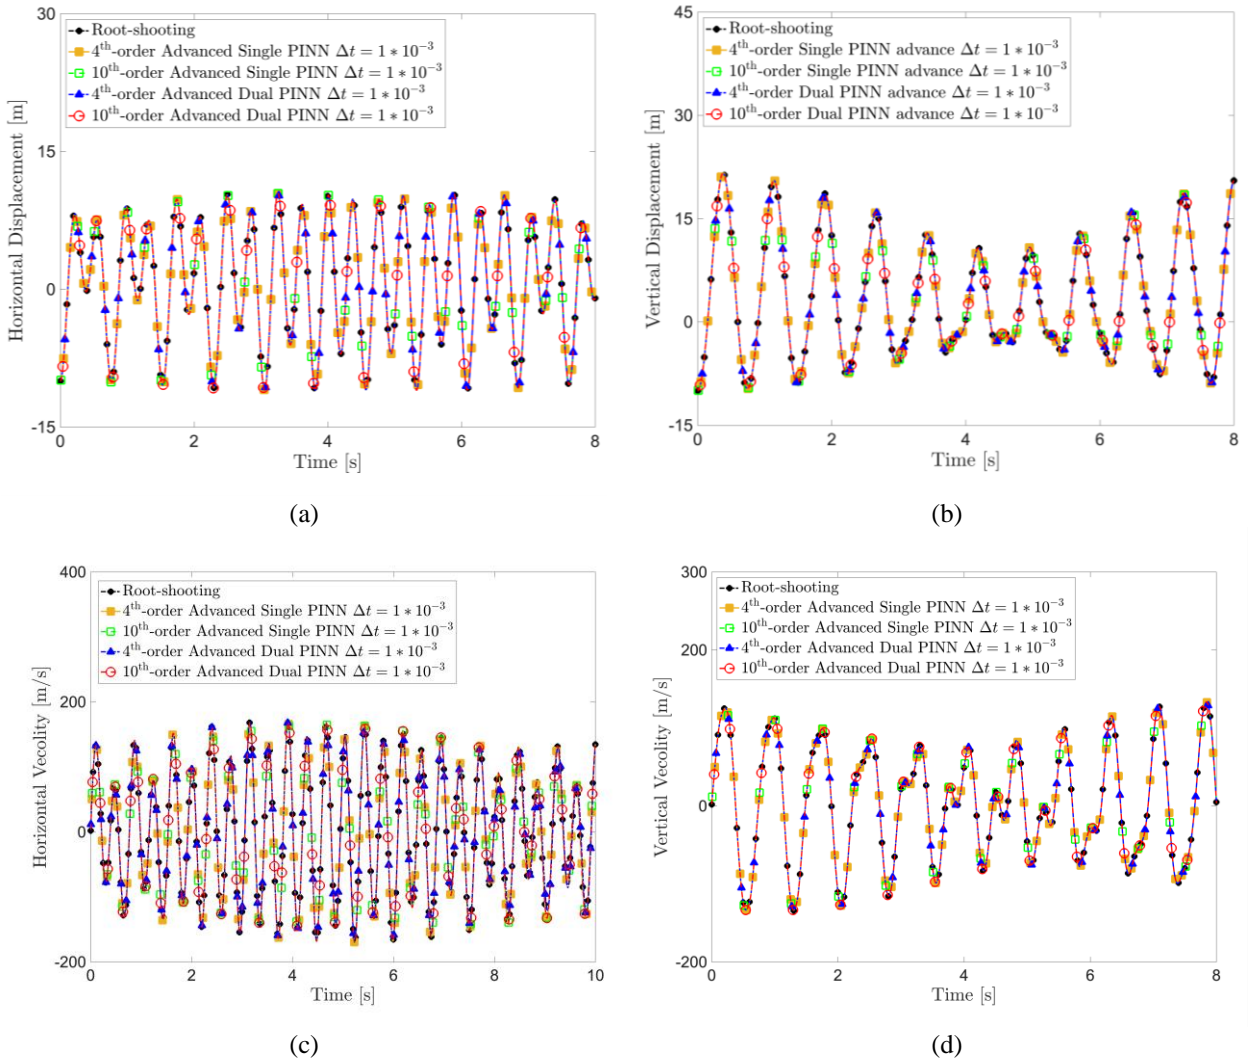 30
15
0
-15
0
2
4
6
8
Horizontal Displacement [m]
Time [s]
Root-shooting
4th-order Advanced Single PINN Δt = 1 * 10⁻³
10th-order Advanced Single PINN Δt = 1 * 10⁻³
4th-order Advanced Dual PINN Δt = 1 * 10⁻³
10th-order Advanced Dual PINN Δt = 1 * 10⁻³
(a)
45
30
15
0
-15
0
2
4
6
8
Vertical Displacement [m]
Time [s]
Root-shooting
4th-order Single PINN advance Δt = 1 * 10⁻³
10th-order Single PINN advance Δt = 1 * 10⁻³
4th-order Dual PINN advance Δt = 1 * 10⁻³
10th-order Dual PINN advance Δt = 1 * 10⁻³
(b)
400
200
0
-200
0
2
4
6
8
10
Horizontal Vecolity [m/s]
Time [s]
Root-shooting
4th-order Advanced Single PINN Δt = 1 * 10⁻³
10th-order Advanced Single PINN Δt = 1 * 10⁻³
4th-order Advanced Dual PINN Δt = 1 * 10⁻³
10th-order Advanced Dual PINN Δt = 1 * 10⁻³
(c)
300
200
0
-200
0
2
4
6
8
Vertical Vecolity [m/s]
Time [s]
Root-shooting
4th-order Advanced Single PINN Δt = 1 * 10⁻³
10th-order Advanced Single PINN Δt = 1 * 10⁻³
4th-order Advanced Dual PINN Δt = 1 * 10⁻³
10th-order Advanced Dual PINN Δt = 1 * 10⁻³
(d)